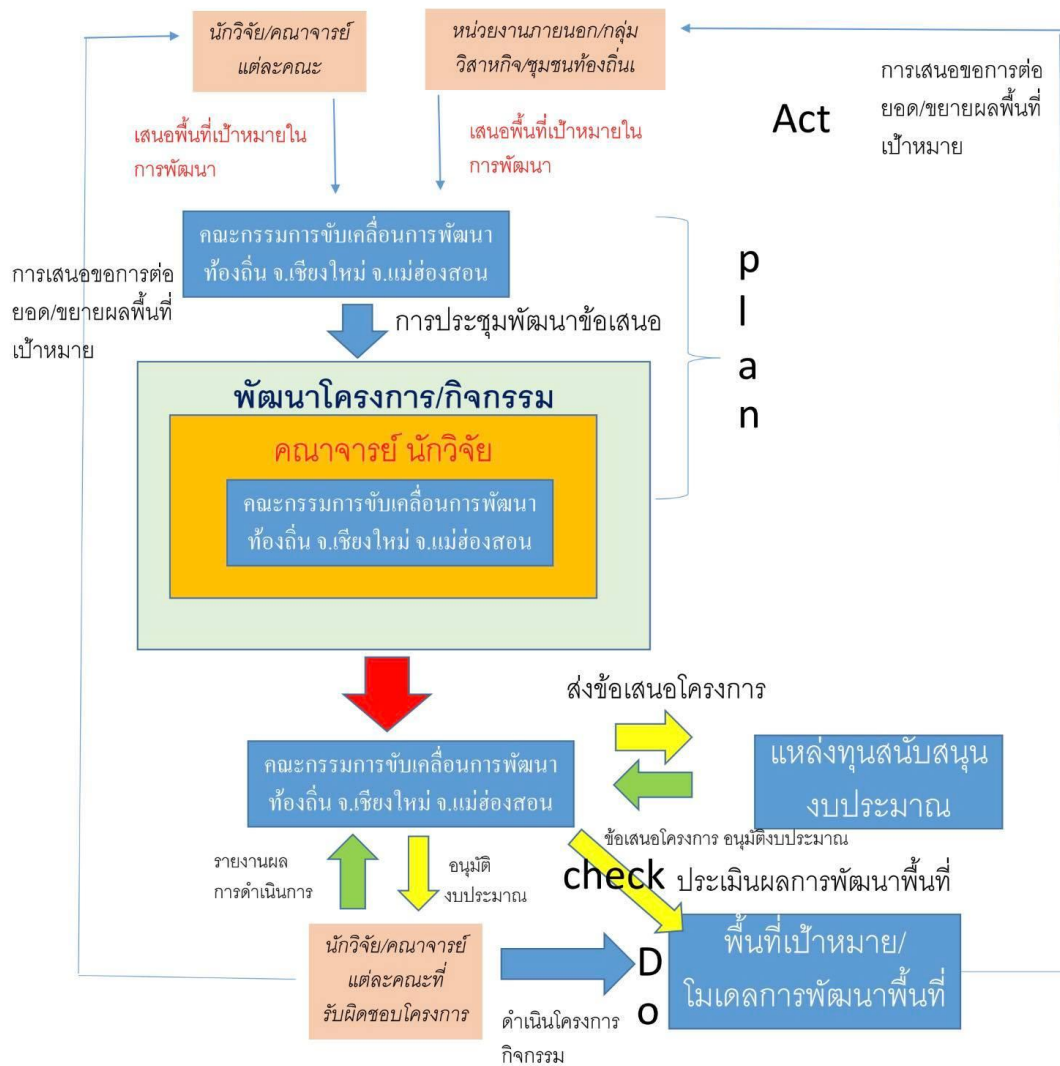 นักวิจัย/คณาจารย์
แต่ละคณะ
หน่วยงานภายนอก/กลุ่ม
วิสาหกิจ/ชุมชนท้องถิ่นเ
การเสนอขอการต่อ
ยอด/ขยายผลพื้นที่
เป้าหมาย
Act
เสนอพื้นที่เป้าหมายใน
การพัฒนา
เสนอพื้นที่เป้าหมายใน
การพัฒนา
คณะกรรมการขับเคลื่อนการพัฒนา
ท้องถิ่น จ.เชียงใหม่ จ.แม่ฮ่องสอน
p
l
a
n
การเสนอขอการต่อ
ยอด/ขยายผลพื้นที่
เป้าหมาย
การประชุมพัฒนาข้อเสนอ
พัฒนาโครงการ/กิจกรรม
คณาจารย์ นักวิจัย
คณะกรรมการขับเคลื่อนการพัฒนา
ท้องถิ่น จ.เชียงใหม่ จ.แม่ฮ่องสอน
ส่งข้อเสนอโครงการ
คณะกรรมการขับเคลื่อนการพัฒนา
ท้องถิ่น จ.เชียงใหม่ จ.แม่ฮ่องสอน
แหล่งทุนสนับสนุน
งบประมาณ
ข้อเสนอโครงการ อนุมัติงบประมาณ
รายงานผล
การดำเนินการ
อนุมัติ
งบประมาณ
check ประเมินผลการพัฒนาพื้นที่
นักวิจัย/คณาจารย์
แต่ละคณะที่
รับผิดชอบโครงการ
D
o
พื้นที่เป้าหมาย/
โมเดลการพัฒนาพื้นที่
ดำเนินโครงการ
กิจกรรม